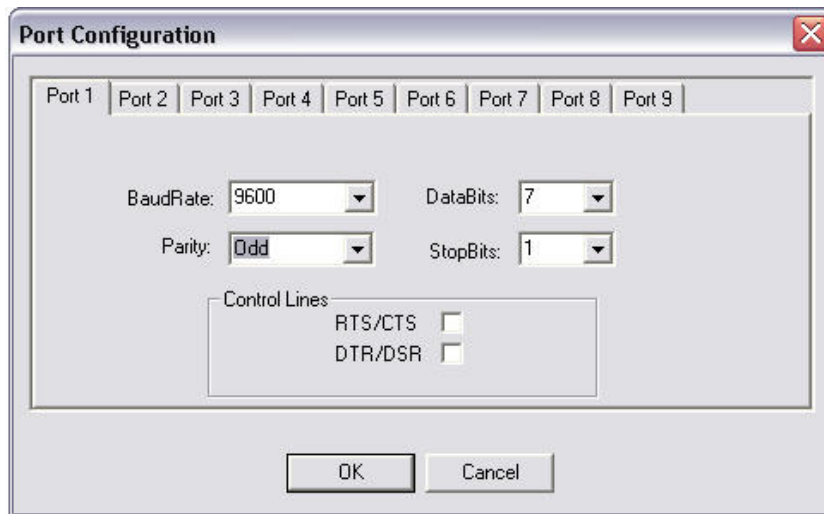 Port Configuration
Port 1 Port 2 Port 3 Port 4 Port 5 Port 6 Port 7 Port 8 Port 9
BaudRate: 9600 DataBits: 7
Parity: Odd StopBits: 1
Control Lines
RTS/CTS
DTR/DSR
OK Cancel